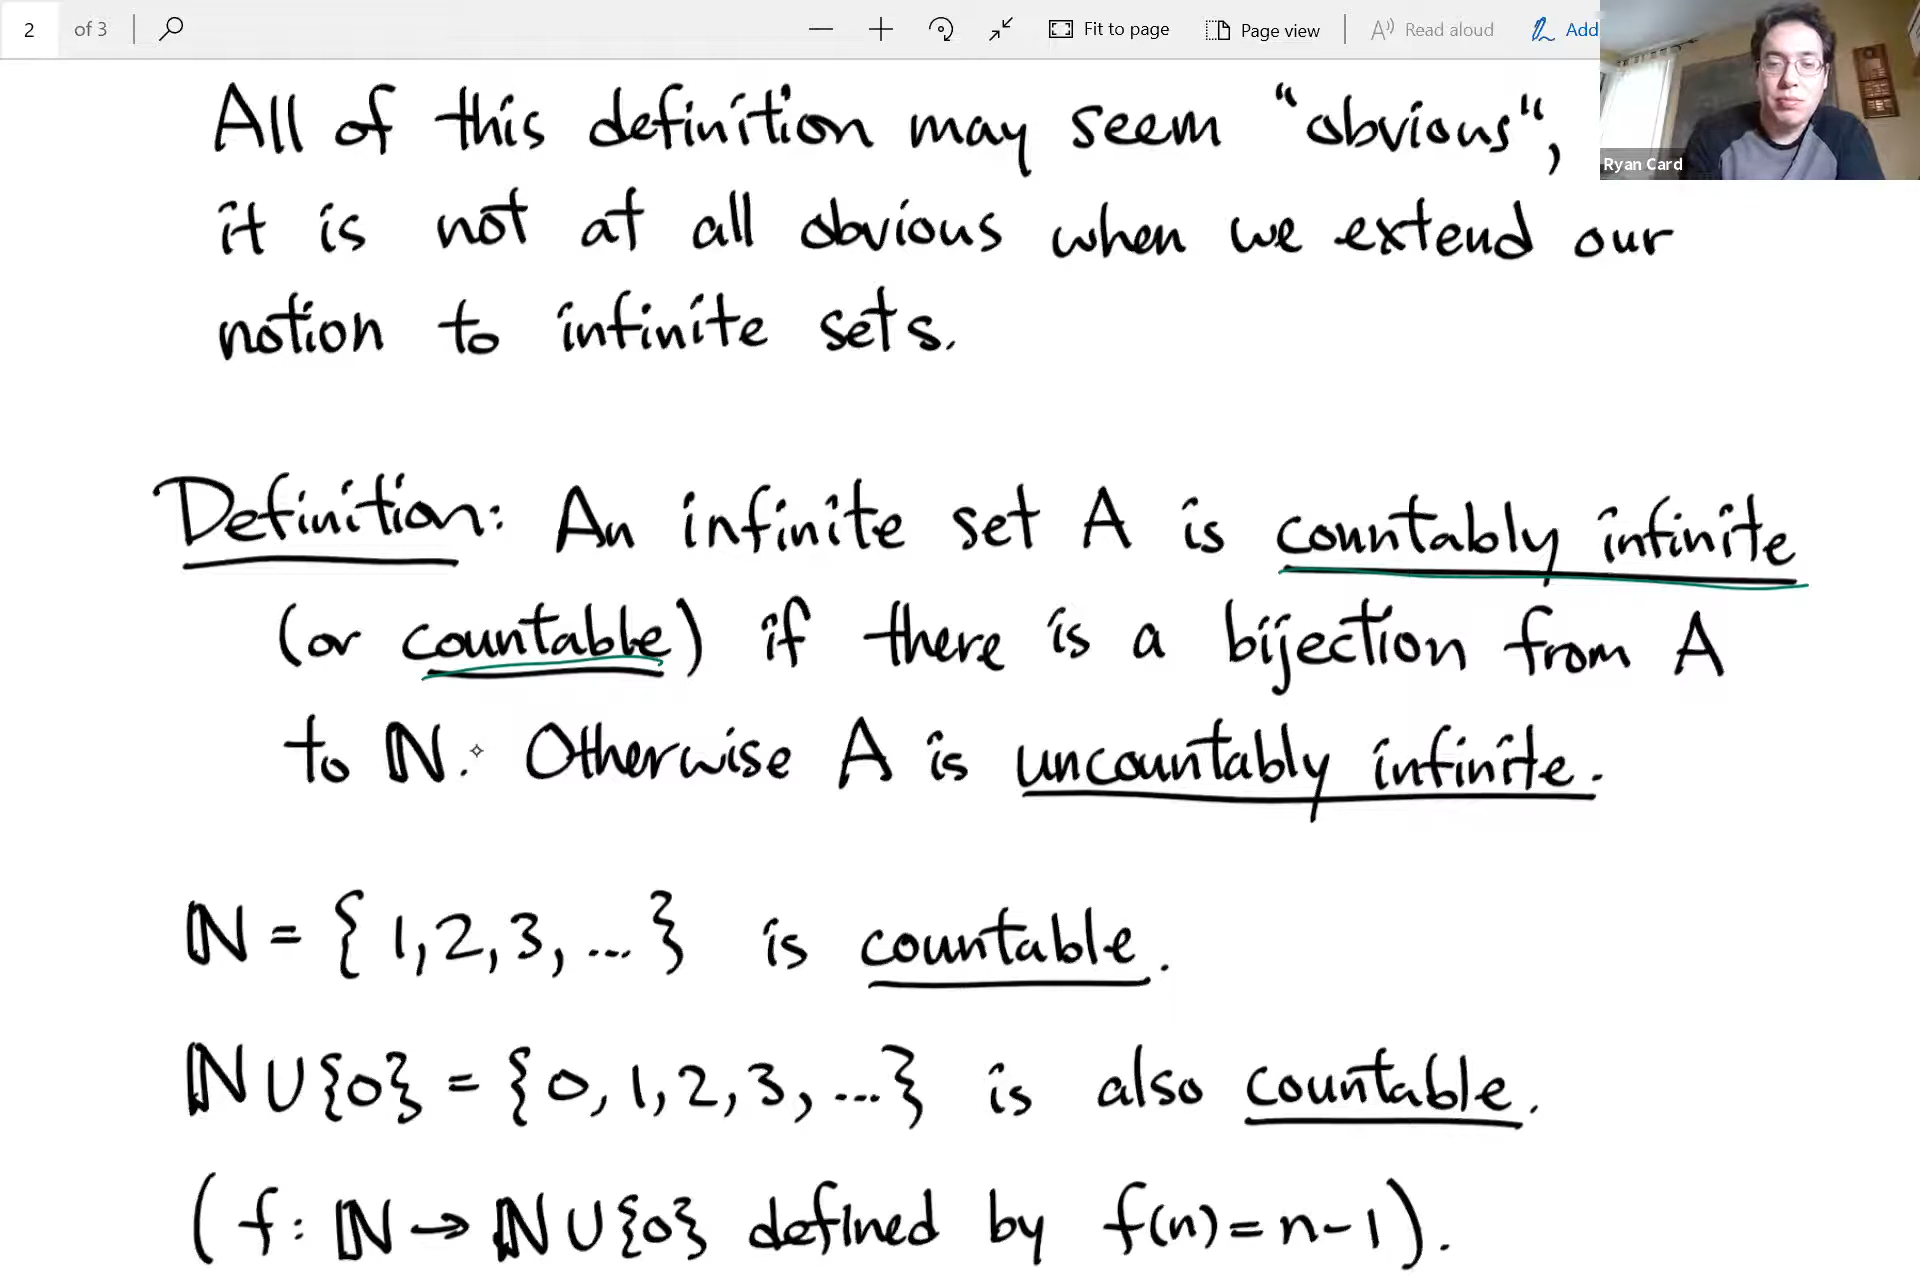 2 of 3 Fit to page Page view Read aloud Add
Ryan Card
All of this definition may seem "obvious",
it is not at all obvious when we extend our
notion to infinite sets.
Definition: An infinite set A is countably infinite
(or countable) if there is a bijection from A
to ℕ. Otherwise A is uncountably infinite.
ℕ = { 1, 2, 3, ... } is countable.
ℕ ∪ {0} = { 0, 1, 2, 3, ... } is also countable.
( f: ℕ → ℕ ∪ {0} defined by f(n) = n - 1 ).